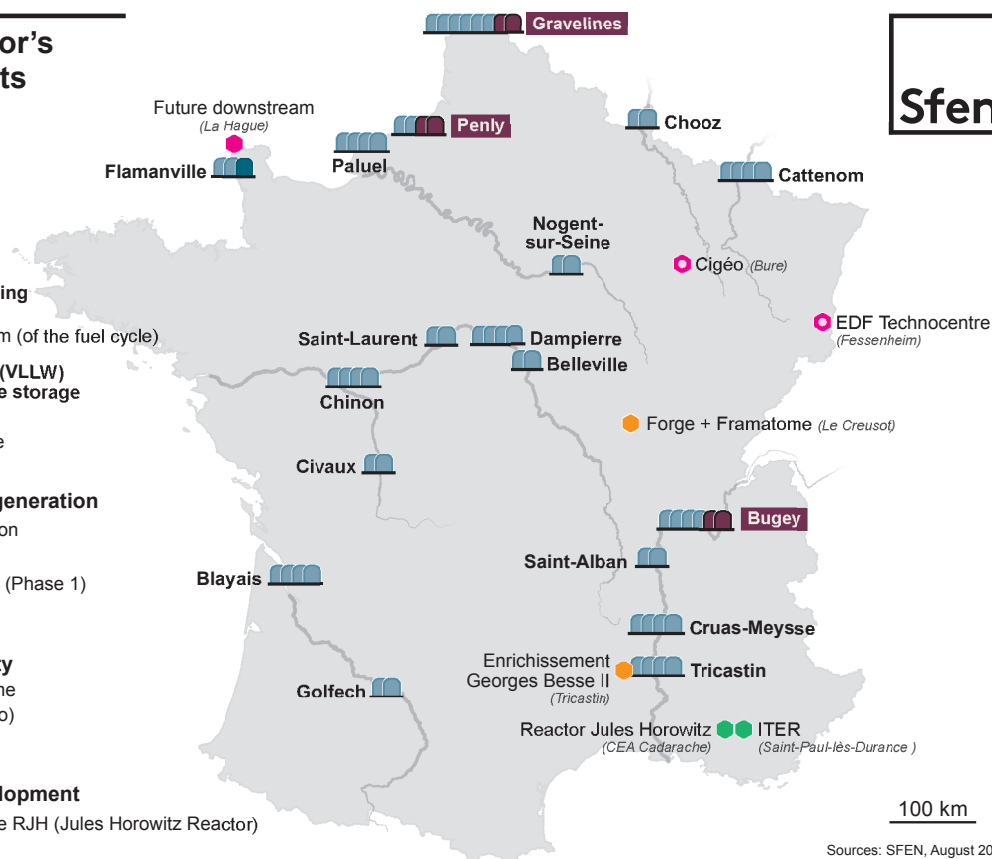 or's
ts
Sfen
Gravelines
Future downstream
(La Hague)
Penly
Chooz
Flamanville
Paluel
Cattenom
Nogent-
sur-Seine
Cigéo (Bure)
ing
m (of the fuel cycle)
EDF Technocentre
(Fessenheim)
Saint-Laurent
Dampierre
(VLLW)
e storage
Belleville
Chinon
Forge + Framatome (Le Creusot)
e
Civaux
generation
on
Bugey
Saint-Alban
Blayais
(Phase 1)
Cruas-Meysse
ty
ne
o)
Enrichissement
Georges Besse II
(Tricastin)
Tricastin
Golfech
Reactor Jules Horowitz
(CEA Cadarache)
ITER
(Saint-Paul-lès-Durance )
lopment
e RJH (Jules Horowitz Reactor)
100 km
Sources: SFEN, August 20